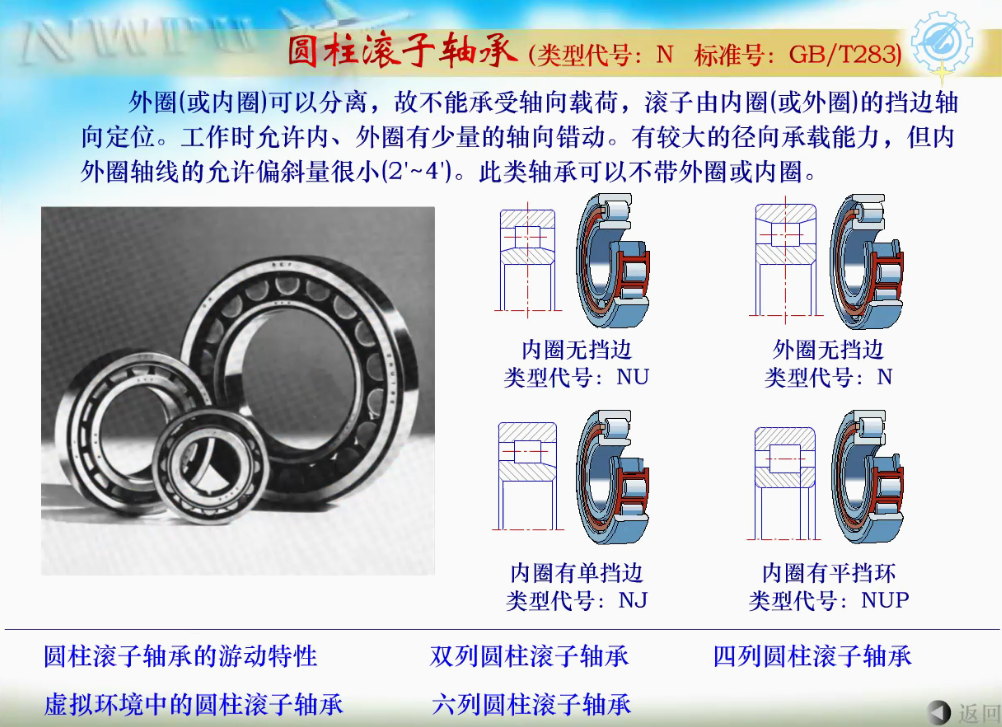 NWPU
圆柱滚子轴承 (类型代号：N 标准号：GB/T283)
外圈(或内圈)可以分离，故不能承受轴向载荷，滚子由内圈(或外圈)的挡边轴
向定位。工作时允许内、外圈有少量的轴向错动。有较大的径向承载能力，但内
外圈轴线的允许偏斜量很小(2'~4')。此类轴承可以不带外圈或内圈。
内圈无挡边
类型代号：NU
外圈无挡边
类型代号：N
内圈有单挡边
类型代号：NJ
内圈有平挡环
类型代号：NUP
圆柱滚子轴承的游动特性
双列圆柱滚子轴承
四列圆柱滚子轴承
虚拟环境中的圆柱滚子轴承
六列圆柱滚子轴承
返回